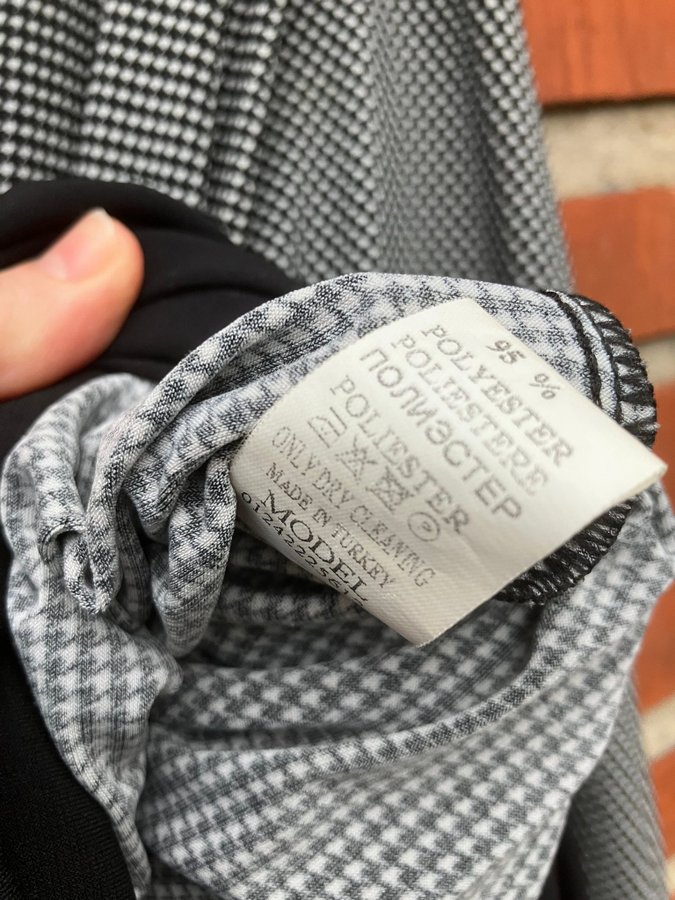 95 %
POLYESTER
POLIESTERE
ПОЛИЭСТЕР
POLIESTER
ONLY DRY CLEANING
MADE IN TURKEY
MODEL